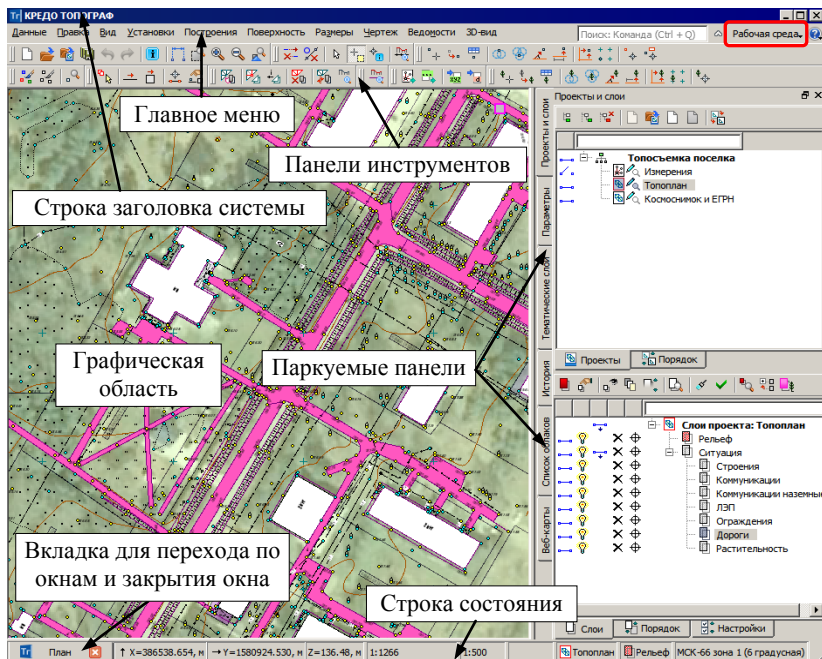 Tr КРЕДО ТОПОГРАФ
Данные Правка Вид Установки Построения Поверхность Размеры Чертеж Ведомости 3D-вид Поиск: Команда (Ctrl + Q) Рабочая среда
Главное меню
Панели инструментов
Строка заголовка системы
Графическая область
Паркуемые панели
Вкладка для перехода по окнам и закрытия окна
Строка состояния
Проекты и слои
Параметры
Тематические слои
История
Список облаков
Веб-карты
Проекты и слои
Топосъемка поселка
Измерения
Топоплан
Космоснимок и ЕГРН
Проекты Порядок
Слои проекта: Топоплан
Рельеф
Ситуация
Строения
Коммуникации
Коммуникации наземные
ЛЭП
Ограждения
Дороги
Растительность
Слои Порядок Настройки
Tr План X=386538.654, м Y=1580924.530, м Z=136.48, м 1:1266 1:500 Топоплан Рельеф МСК-66 зона 1 (6 градусная)